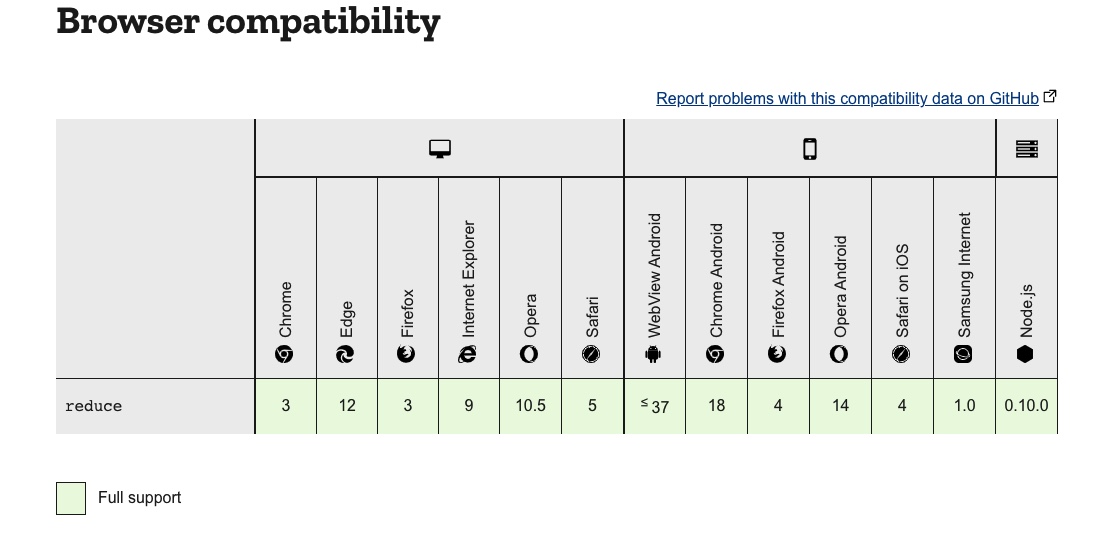 Browser compatibility
Report problems with this compatibility data on GitHub
Chrome
Edge
Firefox
Internet Explorer
Opera
Safari
WebView Android
Chrome Android
Firefox Android
Opera Android
Safari on iOS
Samsung Internet
Node.js
reduce 3 12 3 9 10.5 5 ≤37 18 4 14 4 1.0 0.10.0
Full support